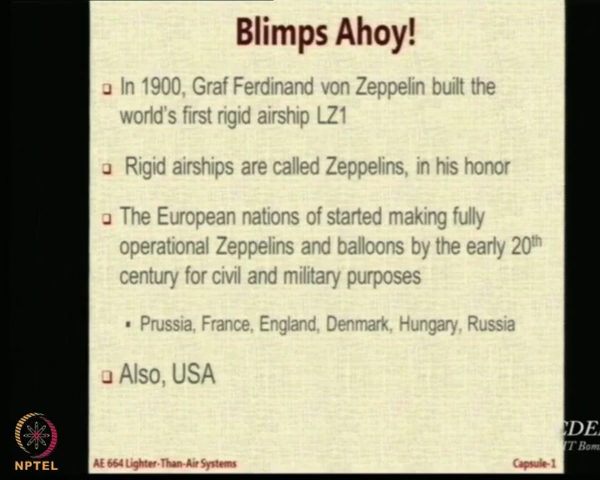 Blimps Ahoy!
In 1900, Graf Ferdinand von Zeppelin built the
world's first rigid airship LZ1
Rigid airships are called Zeppelins, in his honor
The European nations of started making fully
operational Zeppelins and balloons by the early 20th
century for civil and military purposes
Prussia, France, England, Denmark, Hungary, Russia
Also, USA
NPTEL
AE 664 Lighter-Than-Air Systems
Capsule-1